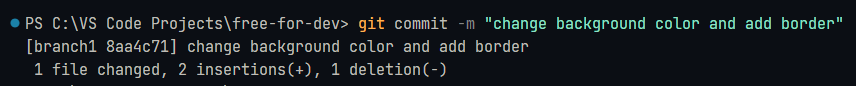 PS C:\VS Code Projects\free-for-dev> git commit -m "change background color and add border"
[branch1 8aa4c71] change background color and add border
 1 file changed, 2 insertions(+), 1 deletion(-)